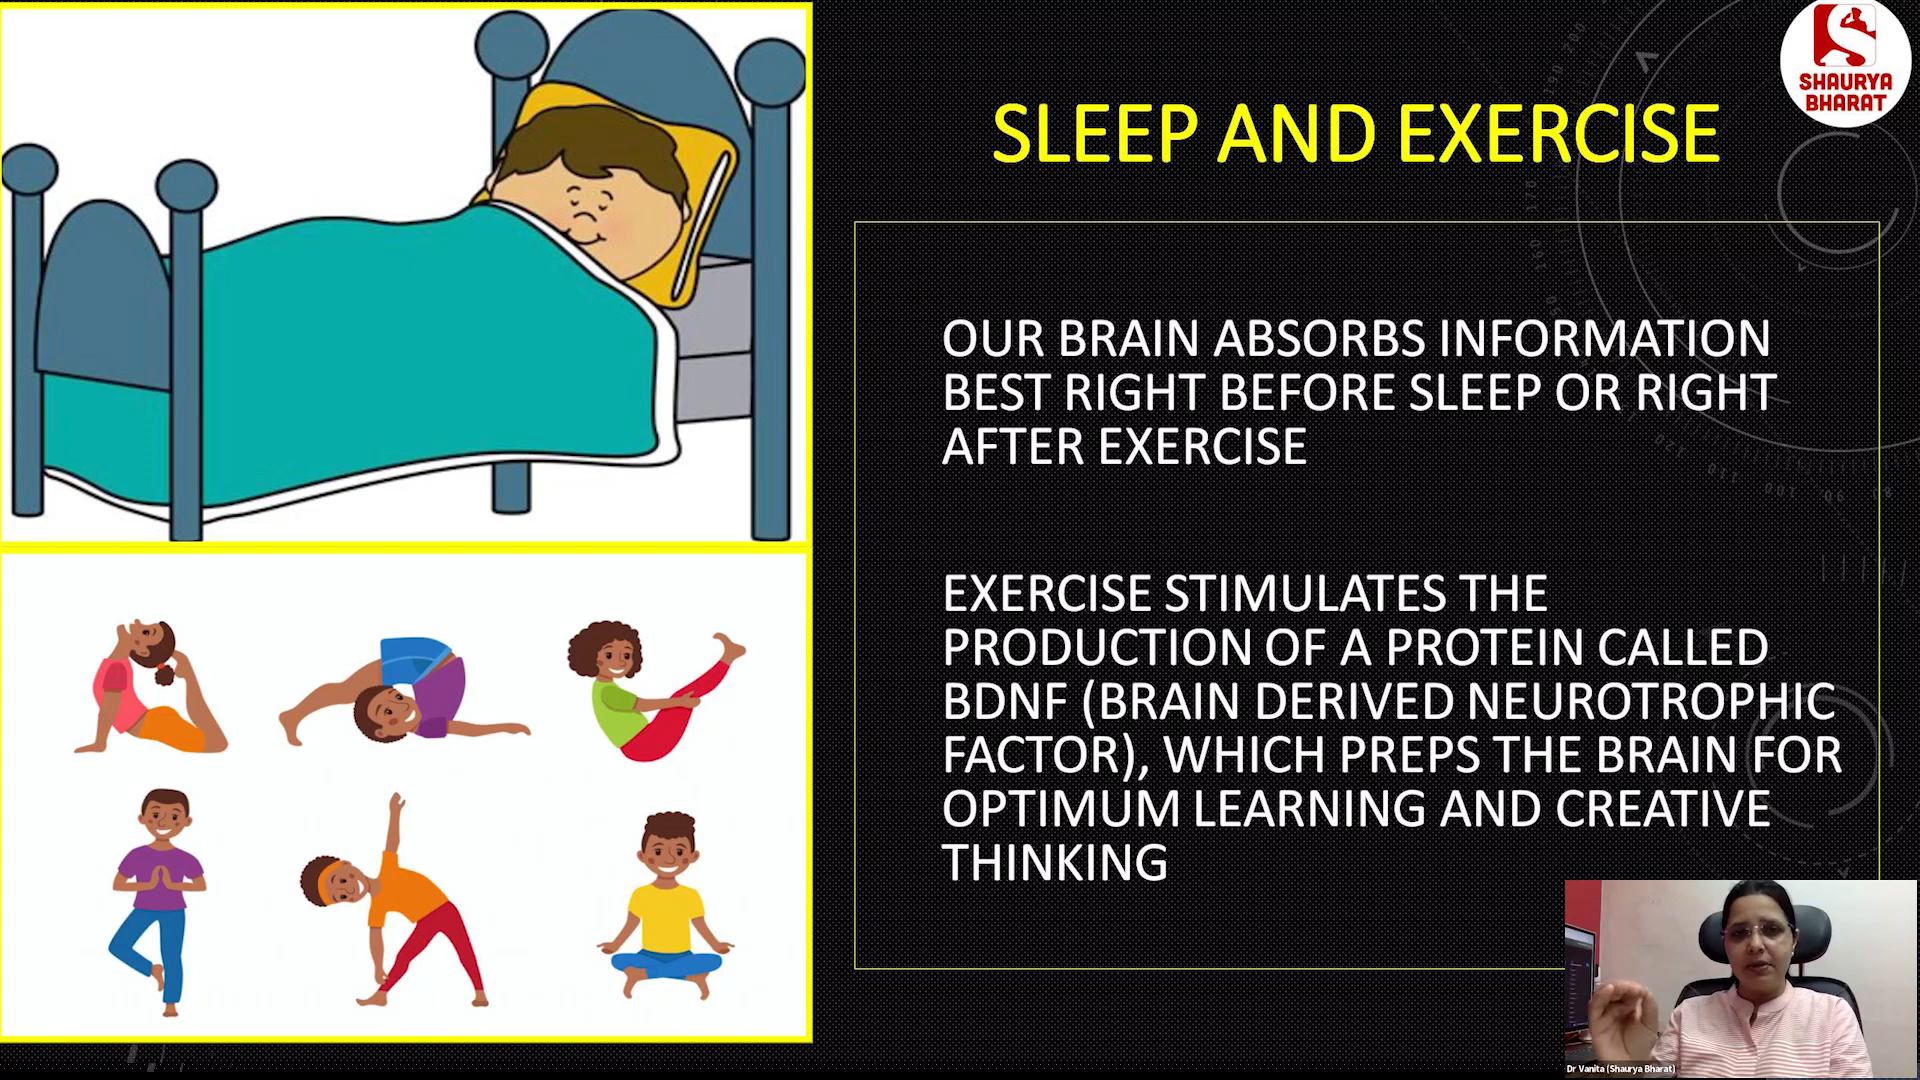 SHAURYA
BHARAT
SLEEP AND EXERCISE
OUR BRAIN ABSORBS INFORMATION
BEST RIGHT BEFORE SLEEP OR RIGHT
AFTER EXERCISE
EXERCISE STIMULATES THE
PRODUCTION OF A PROTEIN CALLED
BDNF (BRAIN DERIVED NEUROTROPHIC
FACTOR), WHICH PREPS THE BRAIN FOR
OPTIMUM LEARNING AND CREATIVE
THINKING
Dr Vanita (Shaurya Bharat)